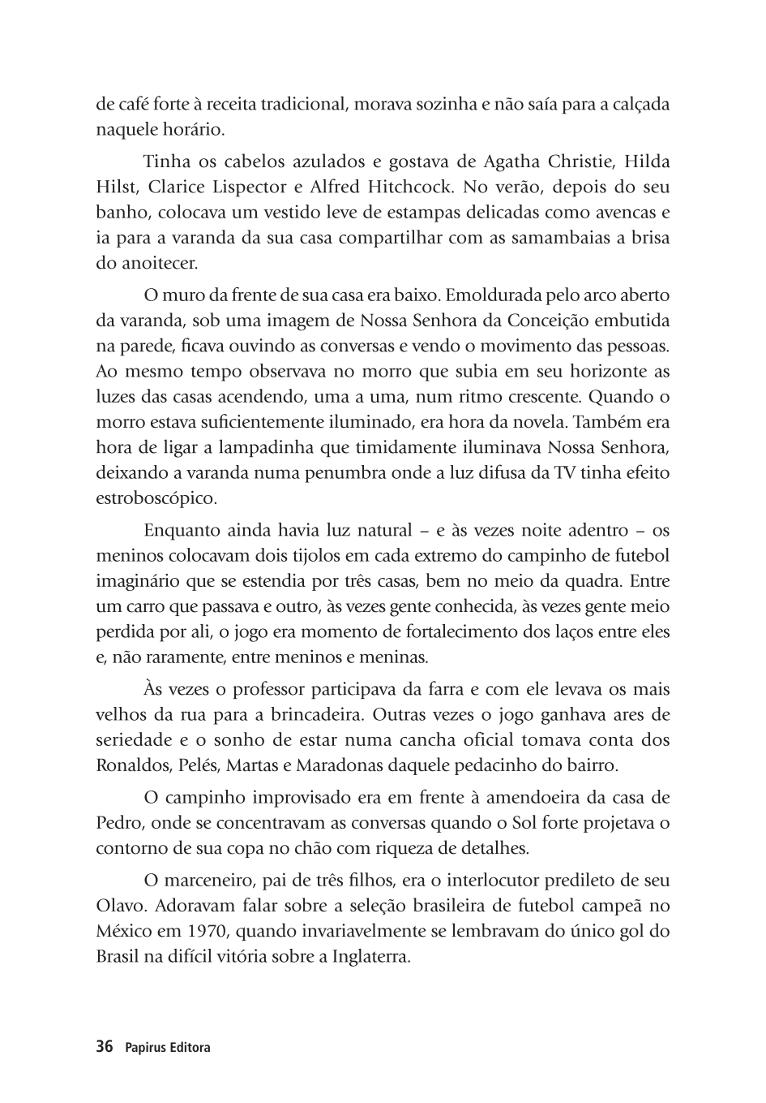 de café forte à receita tradicional, morava sozinha e não saía para a calçada
naquele horário.
Tinha os cabelos azulados e gostava de Agatha Christie, Hilda
Hilst, Clarice Lispector e Alfred Hitchcock. No verão, depois do seu
banho, colocava um vestido leve de estampas delicadas como avencas e
ia para a varanda da sua casa compartilhar com as samambaias a brisa
do anoitecer.
O muro da frente de sua casa era baixo. Emoldurada pelo arco aberto
da varanda, sob uma imagem de Nossa Senhora da Conceição embutida
na parede, ficava ouvindo as conversas e vendo o movimento das pessoas.
Ao mesmo tempo observava no morro que subia em seu horizonte as
luzes das casas acendendo, uma a uma, num ritmo crescente. Quando o
morro estava suficientemente iluminado, era hora da novela. Também era
hora de ligar a lampadinha que timidamente iluminava Nossa Senhora,
deixando a varanda numa penumbra onde a luz difusa da TV tinha efeito
estroboscópico.
Enquanto ainda havia luz natural – e às vezes noite adentro – os
meninos colocavam dois tijolos em cada extremo do campinho de futebol
imaginário que se estendia por três casas, bem no meio da quadra. Entre
um carro que passava e outro, às vezes gente conhecida, às vezes gente meio
perdida por ali, o jogo era momento de fortalecimento dos laços entre eles
e, não raramente, entre meninos e meninas.
Às vezes o professor participava da farra e com ele levava os mais
velhos da rua para a brincadeira. Outras vezes o jogo ganhava ares de
seriedade e o sonho de estar numa cancha oficial tomava conta dos
Ronaldos, Pelés, Martas e Maradonas daquele pedacinho do bairro.
O campinho improvisado era em frente à amendoeira da casa de
Pedro, onde se concentravam as conversas quando o Sol forte projetava o
contorno de sua copa no chão com riqueza de detalhes.
O marceneiro, pai de três filhos, era o interlocutor predileto de seu
Olavo. Adoravam falar sobre a seleção brasileira de futebol campeã no
México em 1970, quando invariavelmente se lembravam do único gol do
Brasil na difícil vitória sobre a Inglaterra.
36 Papirus Editora